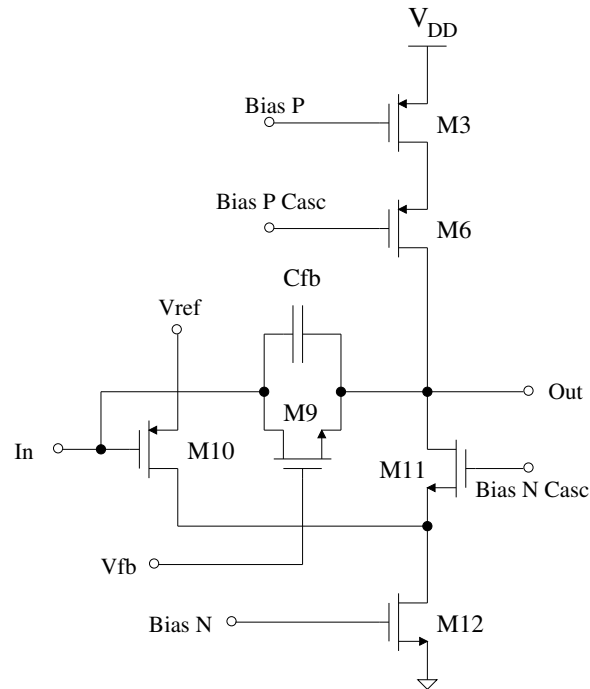 VDD
Bias P
M3
Bias P Casc
M6
Cfb
Vref
M9
Out
In
M10
M11
Bias N Casc
Vfb
Bias N
M12